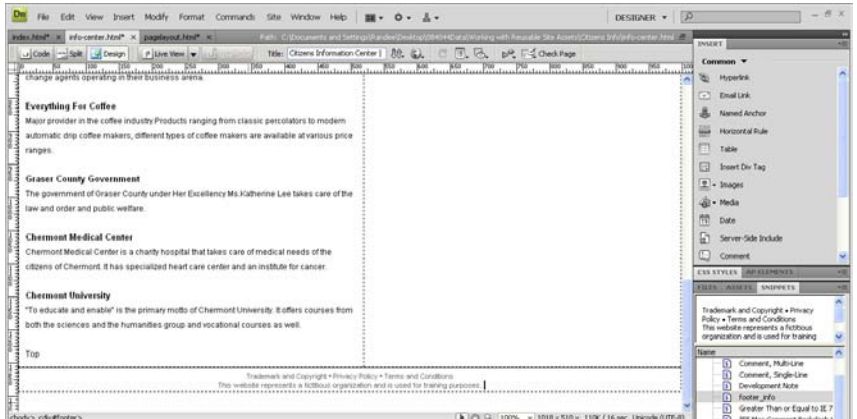 Dw File Edit View Insert Modify Format Commands Site Window Help DESIGNER
index.html* x info-center.html* x pagelayout.html* x
Code Split Design Live View Title: Citizens Information Center Check Page
change agents operating in their business arena.
Everything For Coffee
Major provider in the coffee industry.Products ranging from classic percolators to modern
automatic drip coffee makers, different types of coffee makers are available at various price
ranges.
Graser County Government
The government of Graser County under Her Excellency Ms.Katherine Lee takes care of the
law and order and public welfare.
Chermont Medical Center
Chermont Medical Center is a charity hospital that takes care of medical needs of the
citizens of Chermont. It has specialized heart care center and an institute for cancer.
Chermont University
"To educate and enable" is the primary motto of Chermont University. It offers courses from
both the sciences and the humanities group and vocational courses as well.
Top
Trademark and Copyright • Privacy Policy • Terms and Conditions
This website represents a fictitious organization and is used for training purposes.
<body> <div#footer>
100% 1018 x 510 110K / 16 sec Unicode (UTF-8)
INSERT
Common
Hyperlink
Email Link
Named Anchor
Horizontal Rule
Table
Insert Div Tag
Images
Media
Date
Server-Side Include
Comment
CSS STYLES AP ELEMENTS
FILES ASSETS SNIPPETS
Trademark and Copyright • Privacy
Policy • Terms and Conditions
This website represents a fictitious
organization and is used for training
Name
Comment, Multi-Line
Comment, Single-Line
Development Note
footer_info
Greater Than or Equal to IE 7